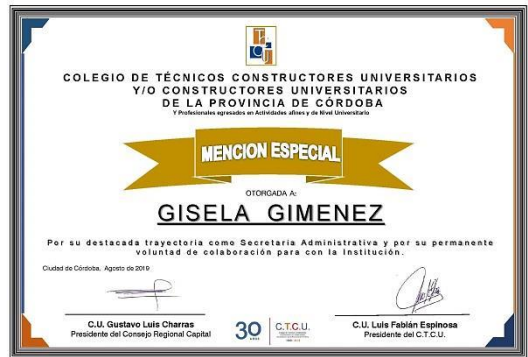 COLEGIO DE TÉCNICOS CONSTRUCTORES UNIVERSITARIOS
Y/O CONSTRUCTORES UNIVERSITARIOS
DE LA PROVINCIA DE CÓRDOBA
Y Profesionales egresados en Actividades afines y de Nivel Universitario
MENCION ESPECIAL
OTORGADA A:
GISELA GIMENEZ
Por su destacada trayectoria como Secretaria Administrativa y por su permanente
voluntad de colaboración para con la Institución.
Ciudad de Córdoba, Agosto de 2019
C.U. Gustavo Luis Charras
Presidente del Consejo Regional Capital
30
AÑOS
C.T.C.U.
C.U. Luis Fabián Espinosa
Presidente del C.T.C.U.